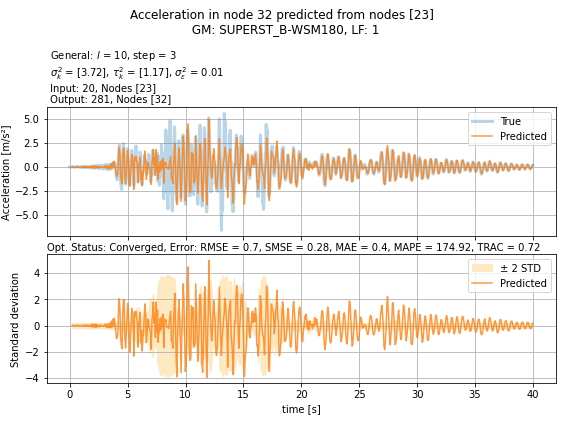 Acceleration in node 32 predicted from nodes [23]
GM: SUPERST_B-WSM180, LF: 1
General: l = 10, step = 3
σ²ₖ = [3.72], τ²ₖ = [1.17], σ²ₑ = 0.01
Input: 20, Nodes [23]
Output: 281, Nodes [32]
Acceleration [m/s²]
5.0
2.5
0.0
−2.5
−5.0
True
Predicted
Opt. Status: Converged, Error: RMSE = 0.7, SMSE = 0.28, MAE = 0.4, MAPE = 174.92, TRAC = 0.72
Standard deviation
4
2
0
−2
−4
± 2 STD
Predicted
0 5 10 15 20 25 30 35 40
time [s]